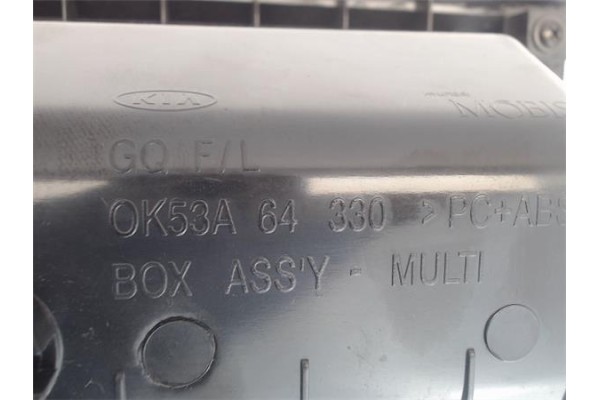 KIA
MOBIS
GQ F/L
OK53A 64 330 >PC+ABS
BOX ASS'Y - MULTI